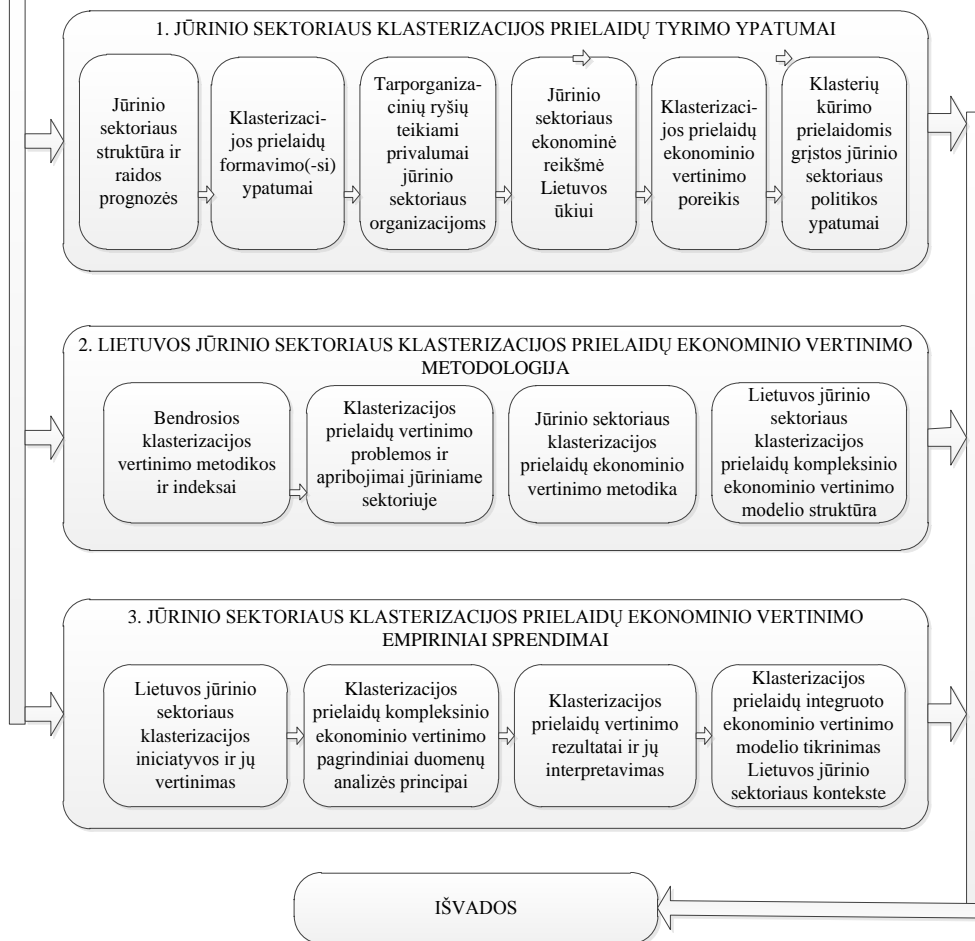 1. JŪRINIO SEKTORIAUS KLASTERIZACIJOS PRIELAIDŲ TYRIMO YPATUMAI
Jūrinio
sektoriaus
struktūra ir
raidos
prognozės
Klasterizaci-
jos prielaidų
formavimo(-si)
ypatumai
Tarporganiza-
cinių ryšių
teikiami
privalumai
jūrinio
sektoriaus
organizacijoms
Jūrinio
sektoriaus
ekonominė
reikšmė
Lietuvos
ūkiui
Klasterizaci-
jos prielaidų
ekonominio
vertinimo
poreikis
Klasterių
kūrimo
prielaidomis
grįstos jūrinio
sektoriaus
politikos
ypatumai
2. LIETUVOS JŪRINIO SEKTORIAUS KLASTERIZACIJOS PRIELAIDŲ EKONOMINIO VERTINIMO
METODOLOGIJA
Bendrosios
klasterizacijos
vertinimo metodikos
ir indeksai
Klasterizacijos
prielaidų vertinimo
problemos ir
apribojimai jūriniame
sektoriuje
Jūrinio sektoriaus
klasterizacijos
prielaidų ekonominio
vertinimo metodika
Lietuvos jūrinio
sektoriaus
klasterizacijos
prielaidų kompleksinio
ekonominio vertinimo
modelio struktūra
3. JŪRINIO SEKTORIAUS KLASTERIZACIJOS PRIELAIDŲ EKONOMINIO VERTINIMO
EMPIRINIAI SPRENDIMAI
Lietuvos jūrinio
sektoriaus
klasterizacijos
iniciatyvos ir jų
vertinimas
Klasterizacijos
prielaidų kompleksinio
ekonominio vertinimo
pagrindiniai duomenų
analizės principai
Klasterizacijos
prielaidų vertinimo
rezultatai ir jų
interpretavimas
Klasterizacijos
prielaidų integruoto
ekonominio vertinimo
modelio tikrinimas
Lietuvos jūrinio
sektoriaus kontekste
IŠVADOS